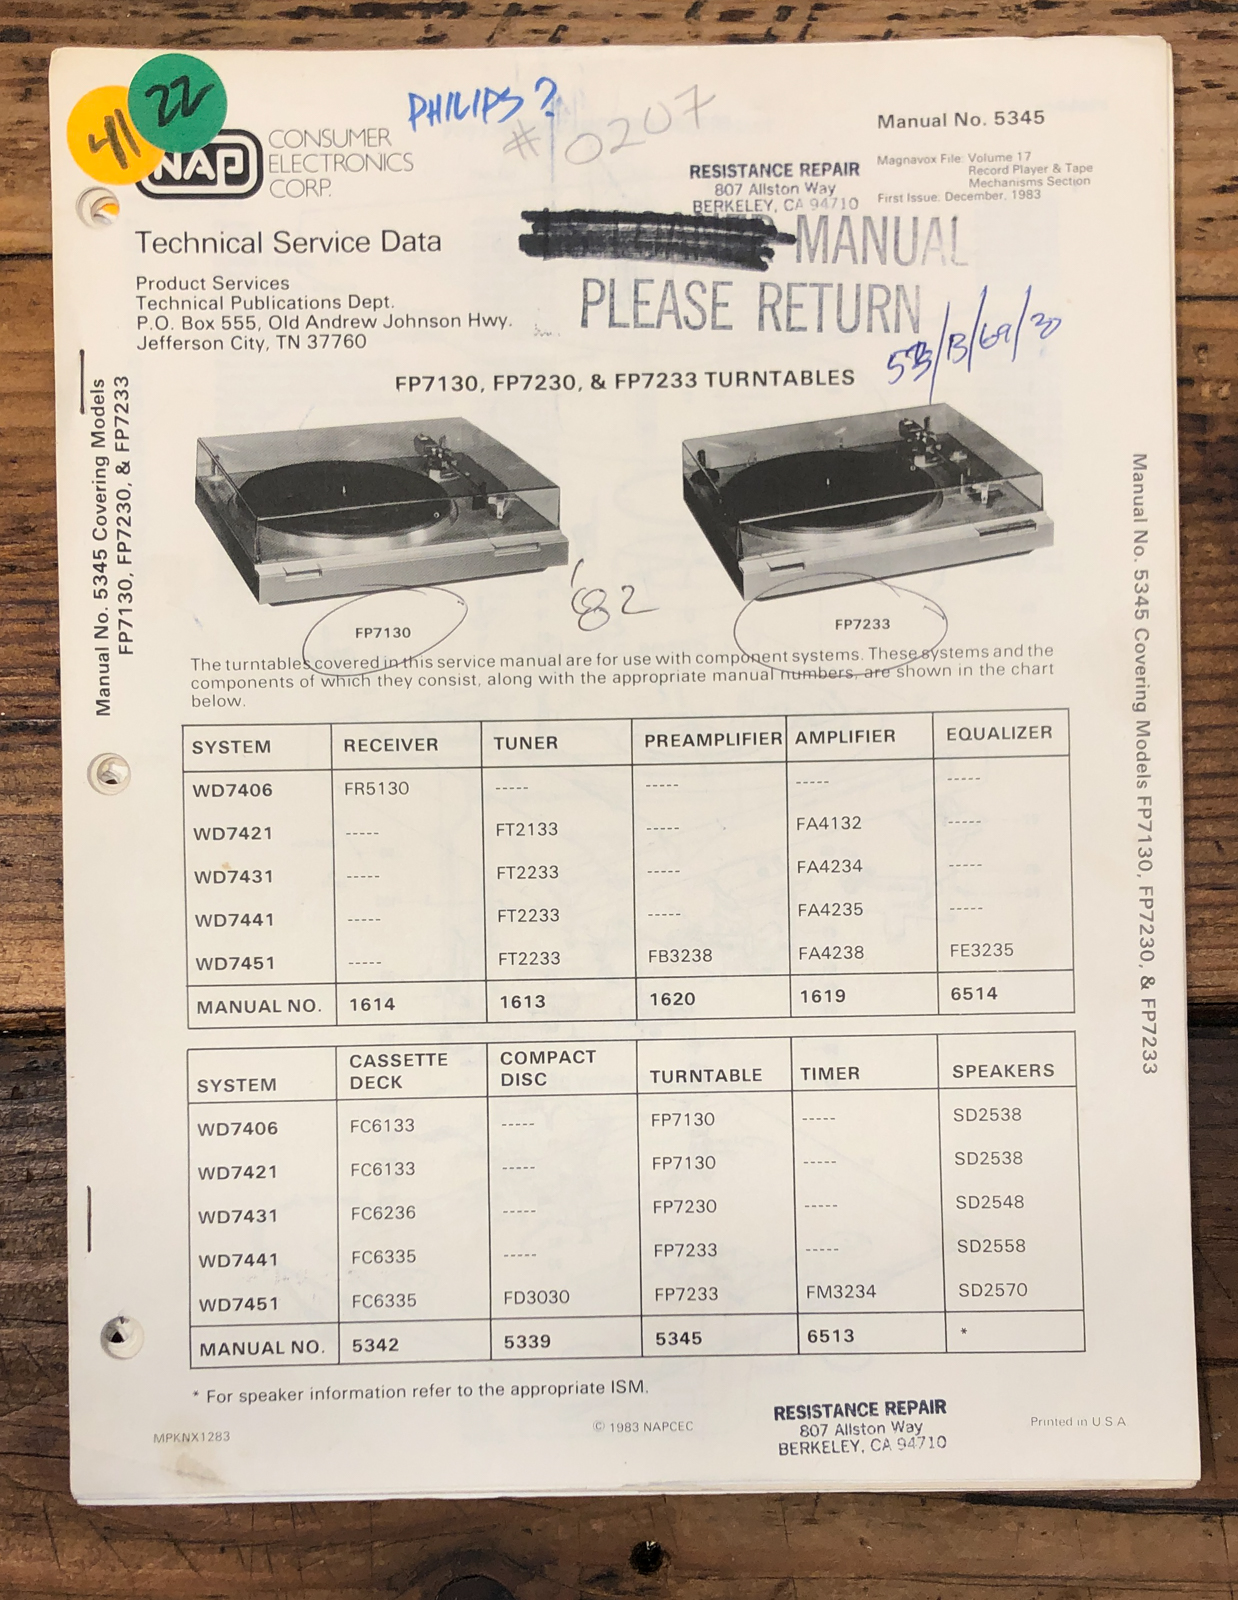 41
22
PHILIPS?
#0207
NAP
CONSUMER
ELECTRONICS
CORP.
Manual No. 5345
Magnavox File: Volume 17
Record Player & Tape
Mechanisms Section
First Issue: December, 1983
RESISTANCE REPAIR
807 Allston Way
BERKELEY, CA 94710
MANUAL
PLEASE RETURN
Technical Service Data
Product Services
Technical Publications Dept.
P.O. Box 555, Old Andrew Johnson Hwy.
Jefferson City, TN 37760
FP7130, FP7230, & FP7233 TURNTABLES
Manual No. 5345 Covering Models
FP7130, FP7230, & FP7233
Manual No. 5345 Covering Models FP7130, FP7230, & FP7233
'82
FP7130
FP7233
The turntables covered in this service manual are for use with component systems. These systems and the
components of which they consist, along with the appropriate manual numbers, are shown in the chart
below.
SYSTEM RECEIVER TUNER PREAMPLIFIER AMPLIFIER EQUALIZER
WD7406 FR5130 ----- ----- ----- -----
WD7421 ----- FT2133 ----- FA4132 -----
WD7431 ----- FT2233 ----- FA4234 -----
WD7441 ----- FT2233 ----- FA4235 -----
WD7451 ----- FT2233 FB3238 FA4238 FE3235
MANUAL NO. 1614 1613 1620 1619 6514
SYSTEM CASSETTE DECK COMPACT DISC TURNTABLE TIMER SPEAKERS
WD7406 FC6133 ----- FP7130 ----- SD2538
WD7421 FC6133 ----- FP7130 ----- SD2538
WD7431 FC6236 ----- FP7230 ----- SD2548
WD7441 FC6335 ----- FP7233 ----- SD2558
WD7451 FC6335 FD3030 FP7233 FM3234 SD2570
MANUAL NO. 5342 5339 5345 6513 *
* For speaker information refer to the appropriate ISM.
MPKNX1283
© 1983 NAPCEC
RESISTANCE REPAIR
807 Allston Way
BERKELEY, CA 94710
Printed in U S A